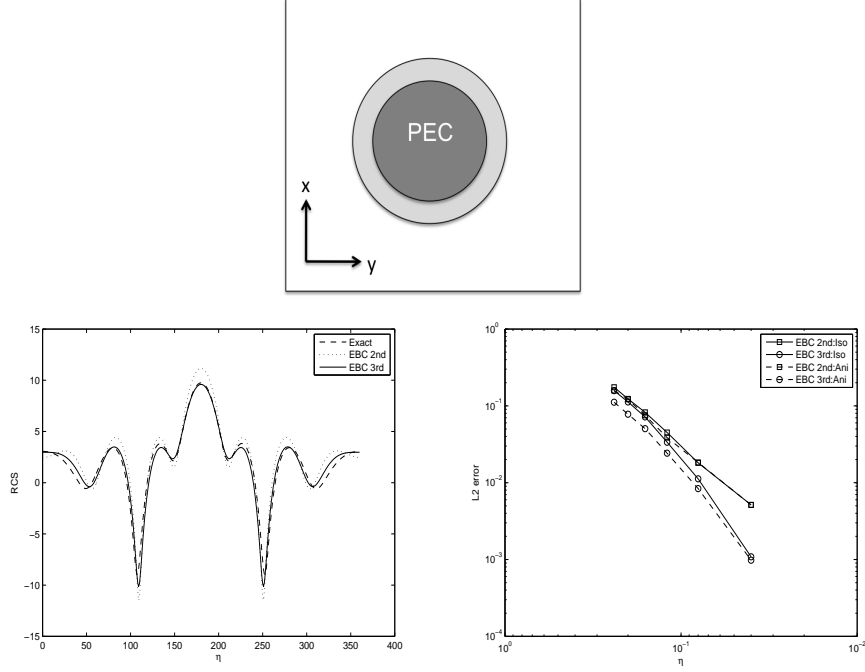 PEC
x
y
15
10
5
0
−5
−10
−15
0
50
100
150
200
250
300
350
400
RCS
η
Exact
EBC 2nd
EBC 3rd
10^0
10^-1
10^-2
10^-3
10^-4
10^0
10^-1
10^-2
L2 error
η
EBC 2nd:Iso
EBC 3rd:Iso
EBC 2nd:Ani
EBC 3rd:Ani